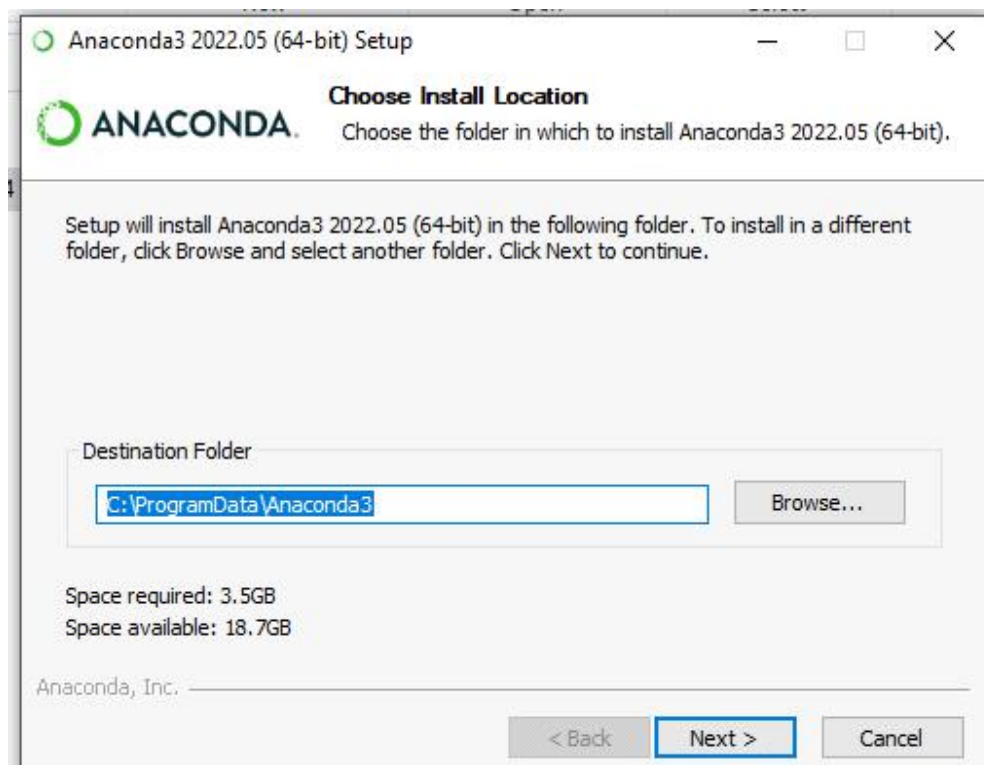 Anaconda3 2022.05 (64-bit) Setup
ANACONDA.
Choose Install Location
Choose the folder in which to install Anaconda3 2022.05 (64-bit).
4
Setup will install Anaconda3 2022.05 (64-bit) in the following folder. To install in a different
folder, click Browse and select another folder. Click Next to continue.
Destination Folder
C:\ProgramData\Anaconda3
Browse...
Space required: 3.5GB
Space available: 18.7GB
Anaconda, Inc.
< Back
Next >
Cancel